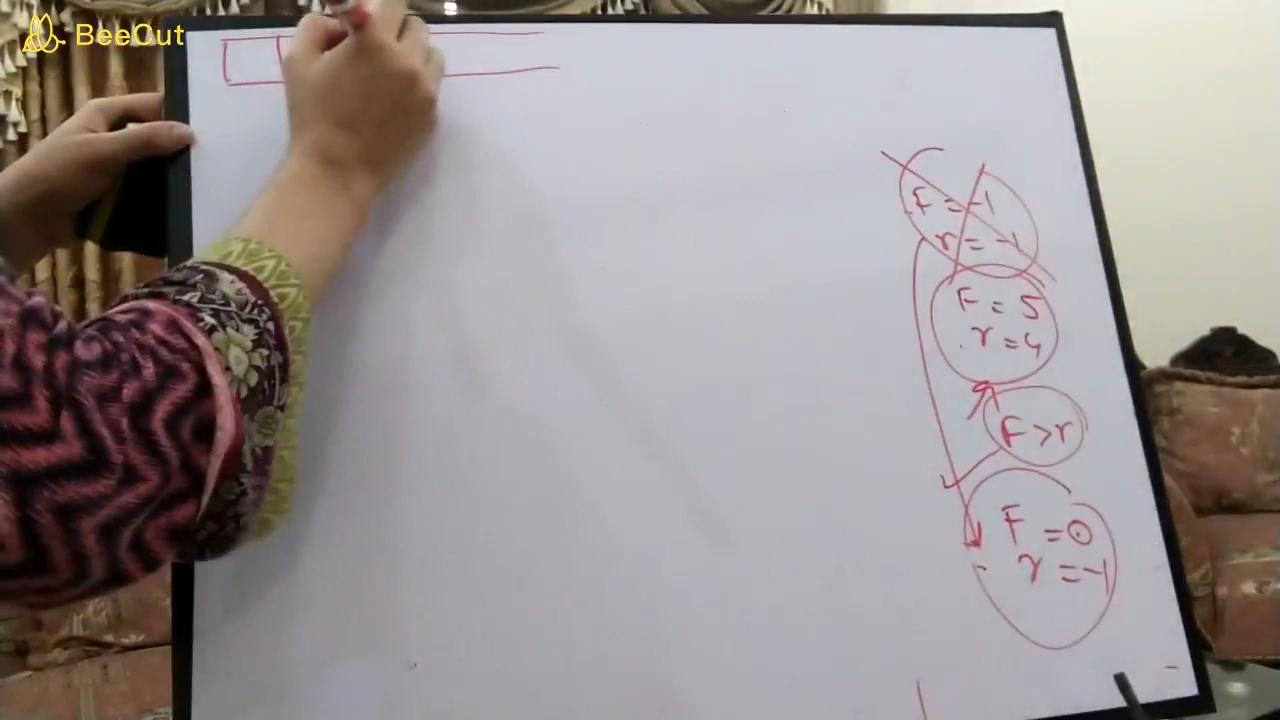 BeeCut
F = -1
r = -1
F = 5
r = 4
F > r
F = 0
r = -1